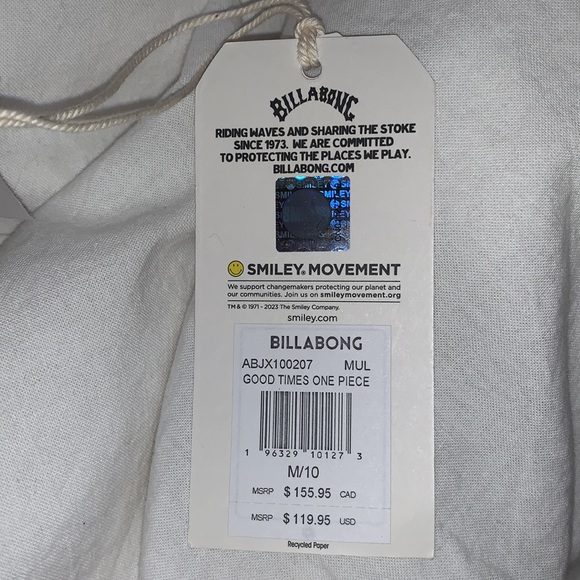 BILLABONG
RIDING WAVES AND SHARING THE STOKE
SINCE 1973. WE ARE COMMITTED
TO PROTECTING THE PLACES WE PLAY.
BILLABONG.COM
SMILEY® MOVEMENT
We support changemakers protecting our planet and
our communities. Join us on smileymovement.org
TM & © 1971 - 2023 The Smiley Company.
smiley.com
BILLABONG
ABJX100207 MUL
GOOD TIMES ONE PIECE
1 96329 10127 3
M/10
MSRP $ 155.95 CAD
MSRP $ 119.95 USD
Recycled Paper